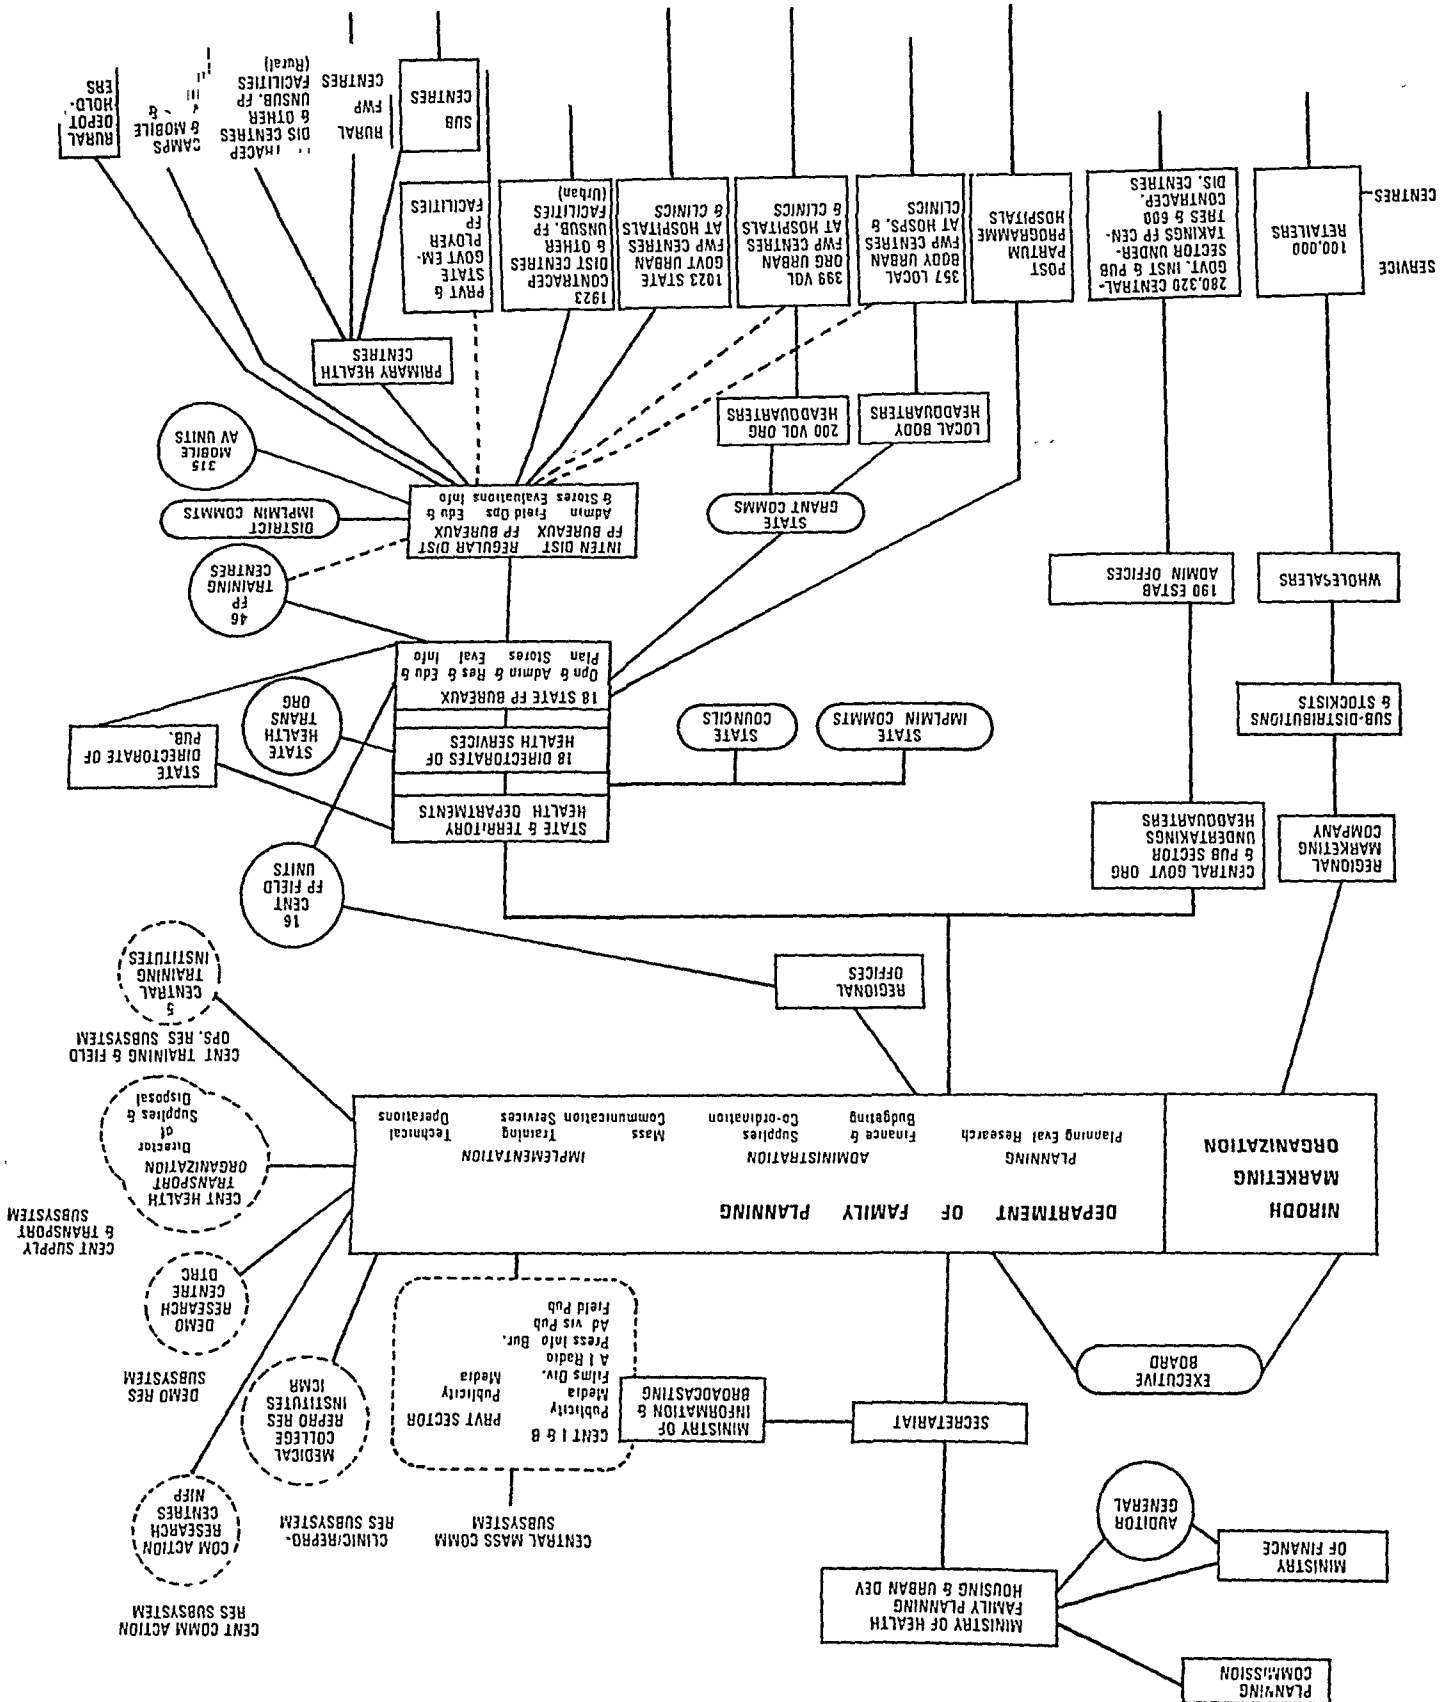 PLANNING
COMMISSION
MINISTRY
OF FINANCE
AUDITOR
GENERAL
MINISTRY OF HEALTH
FAMILY PLANNING
HOUSING & URBAN DEV
CENT COMM ACTION
RES SUBSYSTEM
COM ACTION
RESEARCH
CENTRES
NIFP
CLINIC/REPRO-
RES SUBSYSTEM
MEDICAL
COLLEGE
REPRO RES
INSTITUTES
ICMR
CENTRAL MASS COMM
SUBSYSTEM
CENT I & B
Publicity
Media
Films Div.
A I Radio
Press Info Bur.
Ad vis Pub
Field Pub
PRVT SECTOR
Publicity
Media
MINISTRY OF
INFORMATION &
BROADCASTING
SECRETARIAT
EXECUTIVE
BOARD
DEMO RES
SUBSYSTEM
DEMO
RESEARCH
CENTRE
DTRC
CENT SUPPLY
& TRANSPORT
SUBSYSTEM
CENT HEALTH
TRANSPORT
ORGANIZATION
Director
of
Supplies &
Disposal
NIRODH
MARKETING
ORGANIZATION
DEPARTMENT OF FAMILY PLANNING
PLANNING
Planning Eval Research
ADMINISTRATION
Finance & Supplies
Budgeting Co-ordination
IMPLEMENTATION
Mass Training Technical
Communication Services Operations
CENT TRAINING & FIELD
OPS. RES SUBSYSTEM
5
CENTRAL
TRAINING
INSTITUTES
REGIONAL
OFFICES
16
CENT
FP FIELD
UNITS
REGIONAL
MARKETING
COMPANY
CENTRAL GOVT ORG
& PUB SECTOR
UNDERTAKINGS
HEADQUARTERS
STATE & TERRITORY
HEALTH DEPARTMENTS
18 DIRECTORATES OF
HEALTH SERVICES
18 STATE FP BUREAUX
Opn & Admin & Res & Edu &
Plan Stores Eval Info
STATE
DIRECTORATE OF
PUB.
STATE
HEALTH
TRANS
ORG
STATE
IMPLMIN COMMTS
STATE
COUNCILS
SUB-DISTRIBUTIONS
& STOCKISTS
WHOLESALERS
190 ESTAB
ADMIN OFFICES
46
FP
TRAINING
CENTRES
DISTRICT
IMPLMIN COMMTS
315
MOBILE
AV UNITS
INTEN DIST REGULAR DIST
FP BUREAUX FP BUREAUX
Admin Field Ops Edu &
& Stores Evaluations Info
STATE
GRANT COMMS
LOCAL BODY
HEADQUARTERS
200 VOL ORG
HEADQUARTERS
PRIMARY HEALTH
CENTRES
SERVICE
CENTRES
100,000
RETAILERS
280,320 CENTRAL-
GOVT. INST & PUB
SECTOR UNDER-
TAKINGS FP CEN-
TRES & 600
CONTRACEP.
DIS. CENTRES
POST
PARTUM
PROGRAMME
HOSPITALS
357 LOCAL
BODY URBAN
FWP CENTRES
AT HOSPS. &
CLINICS
399 VOL
ORG URBAN
FWP CENTRES
AT HOSPITALS
& CLINICS
1023 STATE
GOVT URBAN
FWP CENTRES
AT HOSPITALS
& CLINICS
1923
CONTRACEP
DIST CENTRES
& OTHER
UNSUB. FP
FACILITIES
(Urban)
PRVT &
STATE
GOVT EM-
PLOYER
FP
FACILITIES
SUB
CENTRES
RURAL
FWP
CENTRES
DIS CENTRES
& OTHER
UNSUB. FP
FACILITIES
(Rural)
CAMPS
& MOBILE
RURAL
DEPOT
HOLD-
ERS